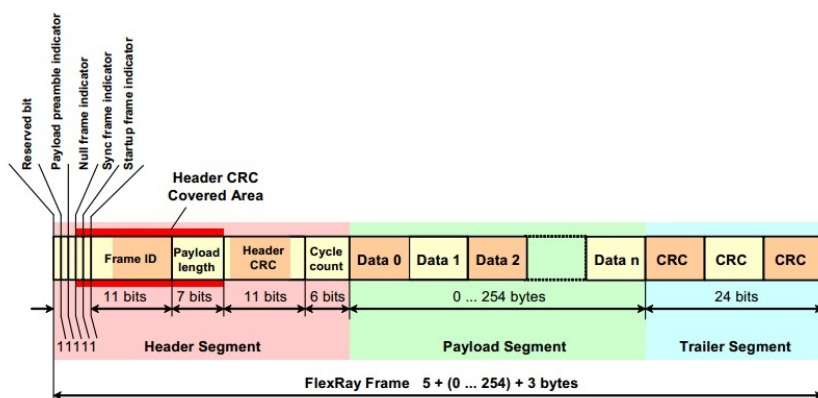 Reserved bit
Payload preamble indicator
Null frame indicator
Sync frame indicator
Startup frame indicator
Header CRC
Covered Area
Frame ID
Payload
length
Header
CRC
Cycle
count
Data 0
Data 1
Data 2
Data n
CRC
CRC
CRC
11 bits
7 bits
11 bits
6 bits
0 ... 254 bytes
24 bits
11111
Header Segment
Payload Segment
Trailer Segment
FlexRay Frame 5 + (0 ... 254) + 3 bytes